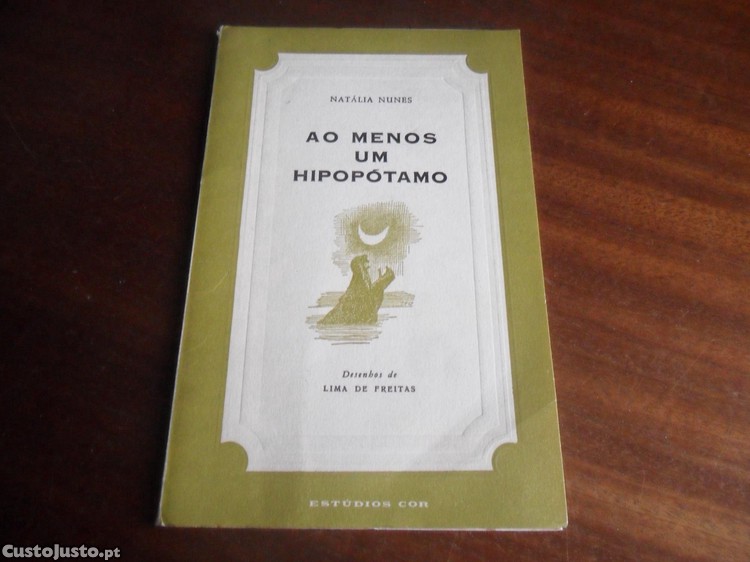 NATÁLIA NUNES
AO MENOS
UM
HIPOPÓTAMO
Desenhos de
LIMA DE FREITAS
ESTÚDIOS COR
CustoJusto.pt